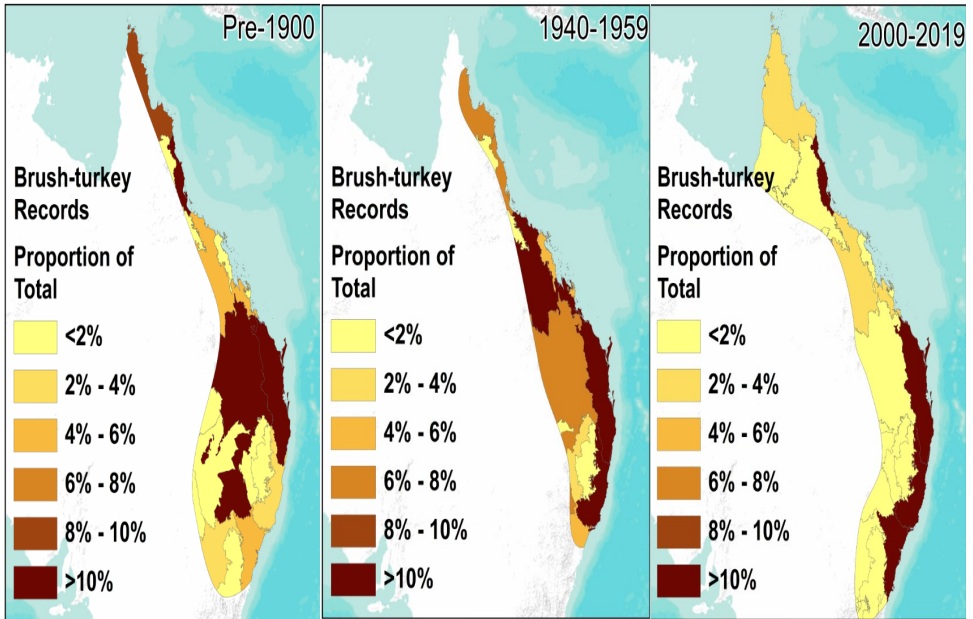 Pre-1900
Brush-turkey
Records
Proportion of
Total
<2%
2% - 4%
4% - 6%
6% - 8%
8% - 10%
>10%
1940-1959
Brush-turkey
Records
Proportion of
Total
<2%
2% - 4%
4% - 6%
6% - 8%
8% - 10%
>10%
2000-2019
Brush-turkey
Records
Proportion of
Total
<2%
2% - 4%
4% - 6%
6% - 8%
8% - 10%
>10%